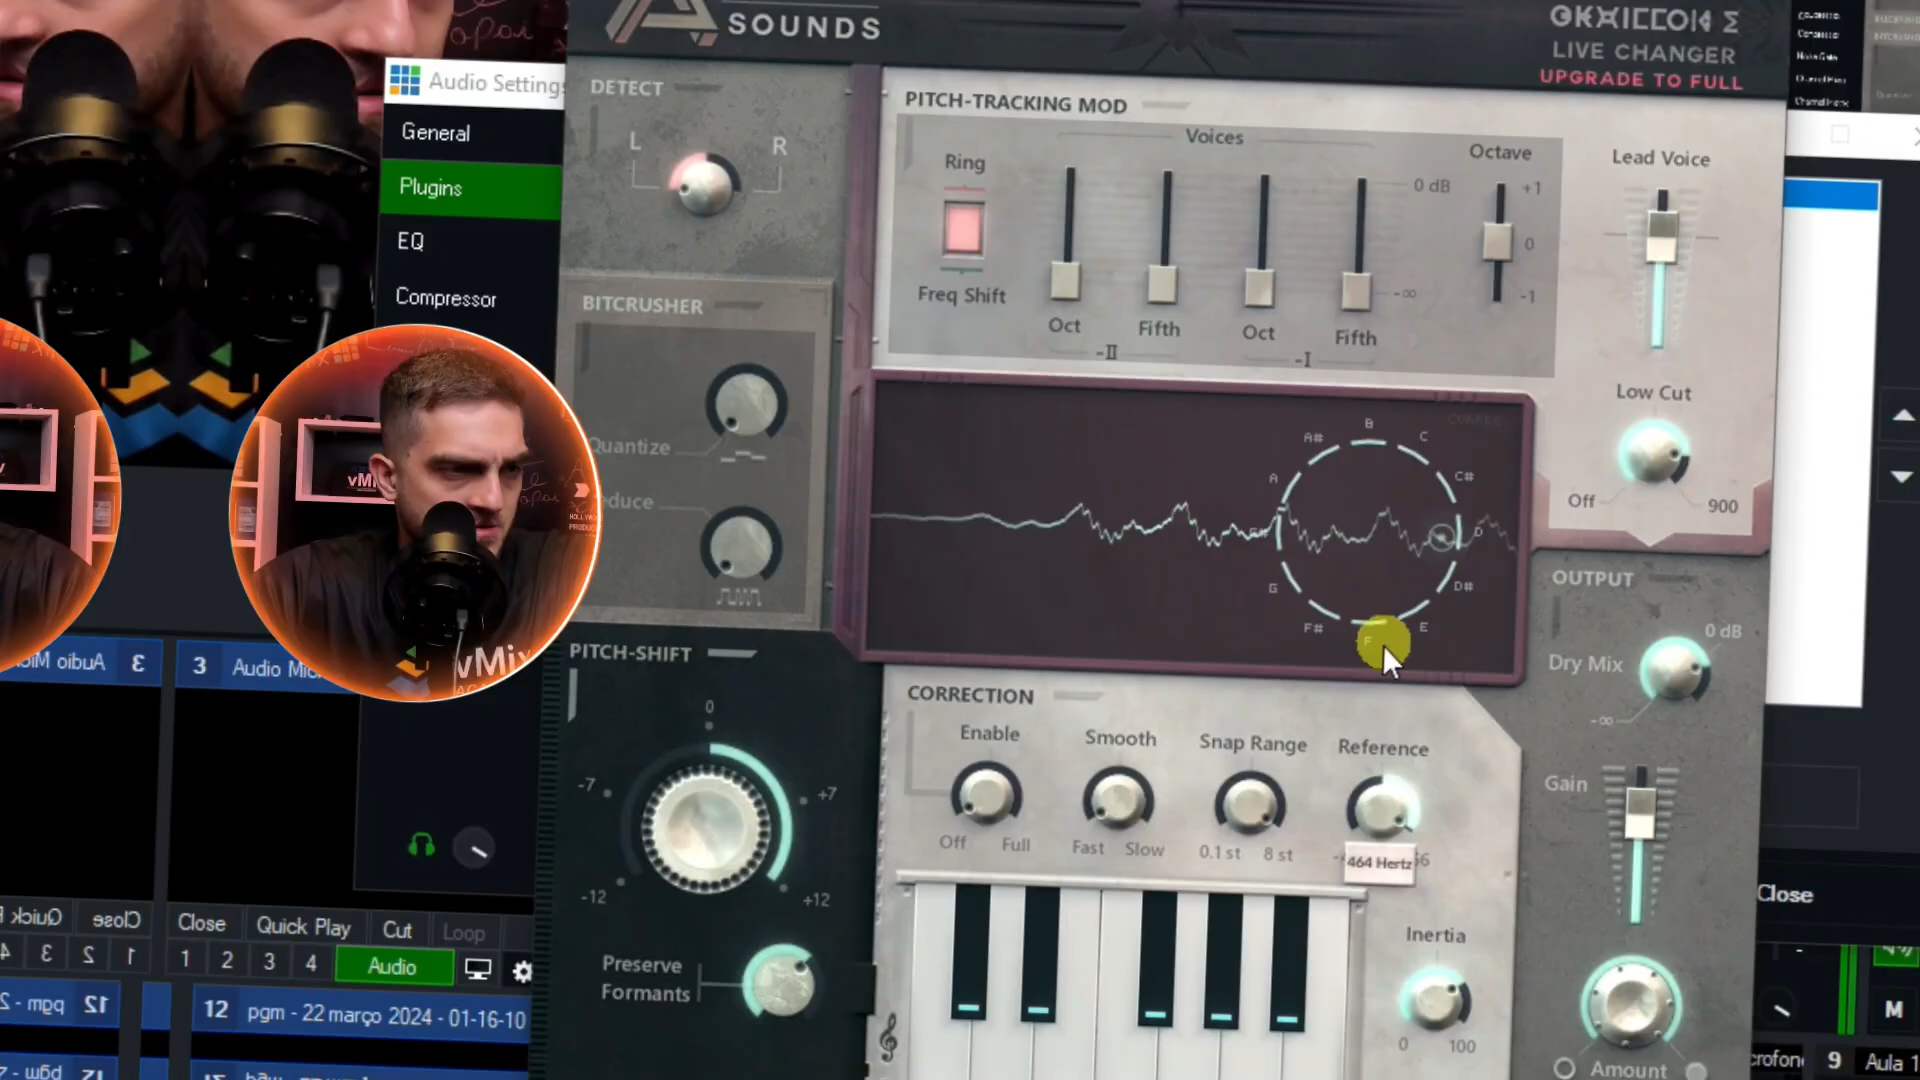 SOUNDS
LIVE CHANGER
UPGRADE TO FULL
Audio Settings
General
Plugins
EQ
Compressor
DETECT
L
R
PITCH-TRACKING MOD
Ring
Freq Shift
Voices
Oct
Fifth
Oct
Fifth
-II
-I
0 dB
-∞
Octave
+1
0
-1
Lead Voice
Low Cut
Off
900
BITCRUSHER
Quantize
educe
A#
B
C
C#
D
D#
E
F
F#
G
A
OUTPUT
0 dB
Dry Mix
-∞
Gain
Amount
PITCH-SHIFT
0
-7
+7
-12
+12
Preserve
Formants
CORRECTION
Enable
Off
Full
Smooth
Fast
Slow
Snap Range
0.1 st
8 st
Reference
464 Hertz
Inertia
0
100
vMix
3
Audio Mic
Close
Quick Play
Cut
Loop
1
2
3
4
Audio
12
pgm - 22 março 2024 - 01-16-10
Close
M
crofone
9
Aula 1